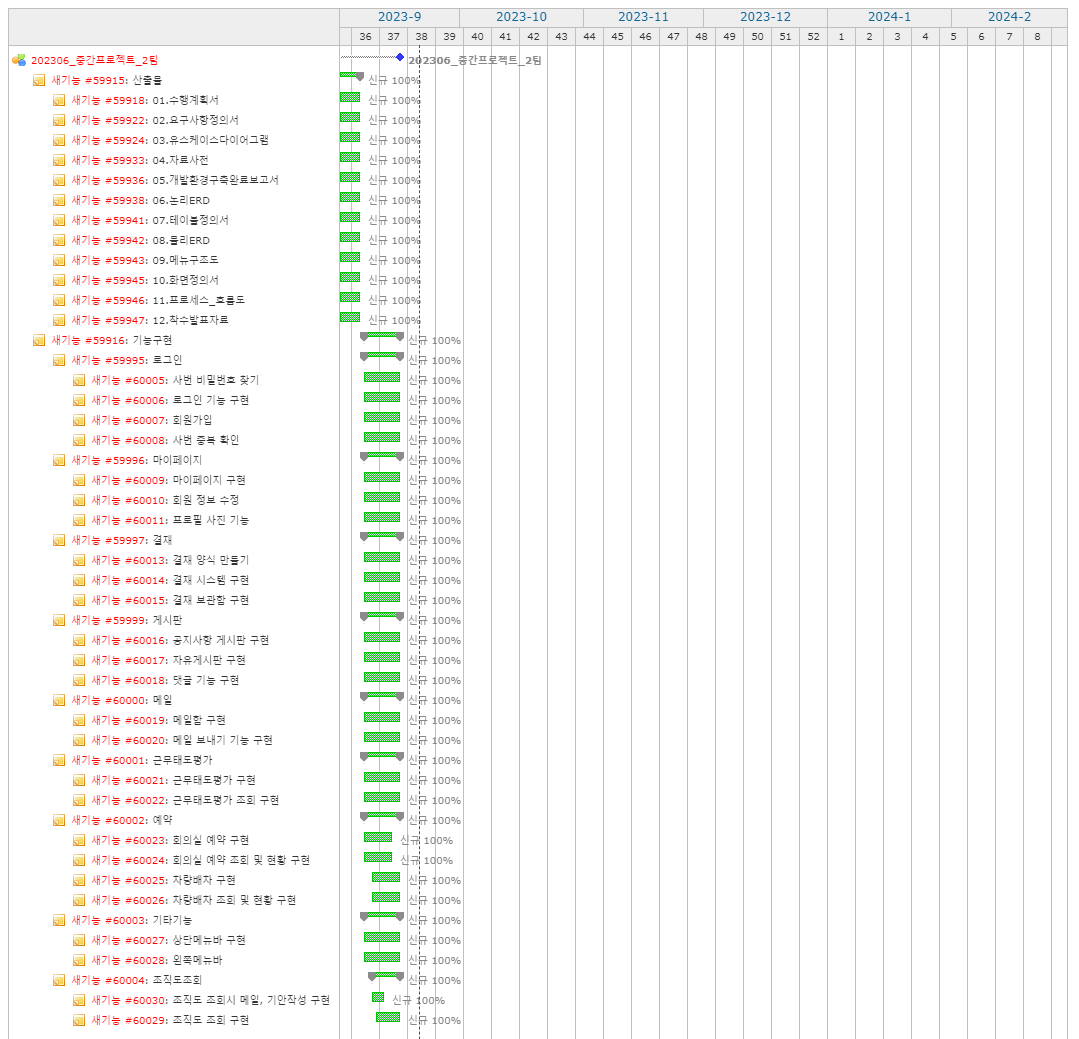 2023-9 2023-10 2023-11 2023-12 2024-1 2024-2
36 37 38 39 40 41 42 43 44 45 46 47 48 49 50 51 52 1 2 3 4 5 6 7 8
202306_중간프로젝트_2팀 202306_중간프로젝트_2팀
새기능 #59915: 산출물 신규 100%
새기능 #59918: 01.수행계획서 신규 100%
새기능 #59922: 02.요구사항정의서 신규 100%
새기능 #59924: 03.유스케이스다이어그램 신규 100%
새기능 #59933: 04.자료사전 신규 100%
새기능 #59936: 05.개발환경구축완료보고서 신규 100%
새기능 #59938: 06.논리ERD 신규 100%
새기능 #59941: 07.테이블정의서 신규 100%
새기능 #59942: 08.물리ERD 신규 100%
새기능 #59943: 09.메뉴구조도 신규 100%
새기능 #59945: 10.화면정의서 신규 100%
새기능 #59946: 11.프로세스_흐름도 신규 100%
새기능 #59947: 12.착수발표자료 신규 100%
새기능 #59916: 기능구현 신규 100%
새기능 #59995: 로그인 신규 100%
새기능 #60005: 사번 비밀번호 찾기 신규 100%
새기능 #60006: 로그인 기능 구현 신규 100%
새기능 #60007: 회원가입 신규 100%
새기능 #60008: 사번 중복 확인 신규 100%
새기능 #59996: 마이페이지 신규 100%
새기능 #60009: 마이페이지 구현 신규 100%
새기능 #60010: 회원 정보 수정 신규 100%
새기능 #60011: 프로필 사진 기능 신규 100%
새기능 #59997: 결재 신규 100%
새기능 #60013: 결재 양식 만들기 신규 100%
새기능 #60014: 결재 시스템 구현 신규 100%
새기능 #60015: 결재 보관함 구현 신규 100%
새기능 #59999: 게시판 신규 100%
새기능 #60016: 공지사항 게시판 구현 신규 100%
새기능 #60017: 자유게시판 구현 신규 100%
새기능 #60018: 댓글 기능 구현 신규 100%
새기능 #60000: 메일 신규 100%
새기능 #60019: 메일함 구현 신규 100%
새기능 #60020: 메일 보내기 기능 구현 신규 100%
새기능 #60001: 근무태도평가 신규 100%
새기능 #60021: 근무태도평가 구현 신규 100%
새기능 #60022: 근무태도평가 조회 구현 신규 100%
새기능 #60002: 예약 신규 100%
새기능 #60023: 회의실 예약 구현 신규 100%
새기능 #60024: 회의실 예약 조회 및 현황 구현 신규 100%
새기능 #60025: 차량배차 구현 신규 100%
새기능 #60026: 차량배차 조회 및 현황 구현 신규 100%
새기능 #60003: 기타기능 신규 100%
새기능 #60027: 상단메뉴바 구현 신규 100%
새기능 #60028: 왼쪽메뉴바 신규 100%
새기능 #60004: 조직도조회 신규 100%
새기능 #60030: 조직도 조회시 메일, 기안작성 구현 신규 100%
새기능 #60029: 조직도 조회 구현 신규 100%